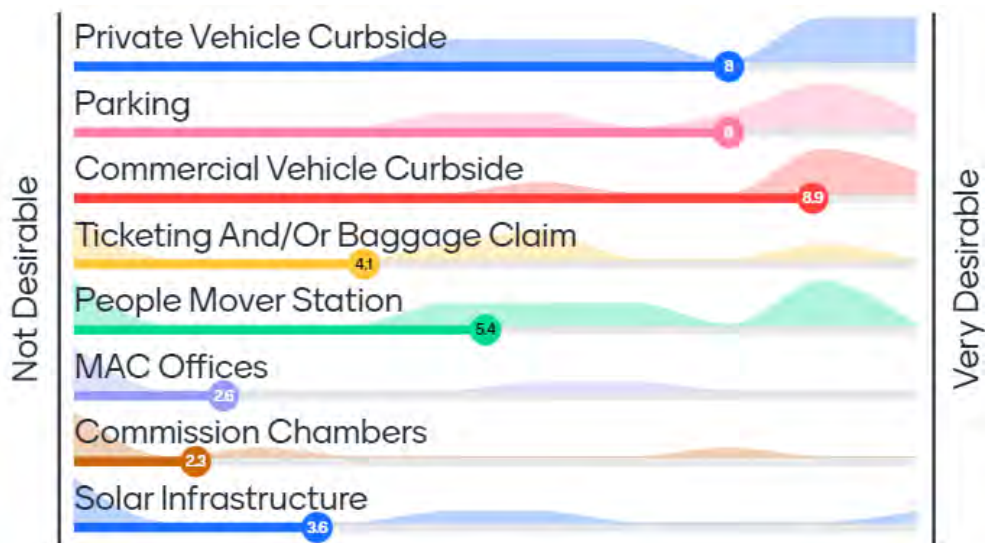 Private Vehicle Curbside
8
Parking
8
Commercial Vehicle Curbside
8.9
Ticketing And/Or Baggage Claim
4.1
People Mover Station
5.4
MAC Offices
2.6
Commission Chambers
2.3
Solar Infrastructure
3.6
Not Desirable
Very Desirable